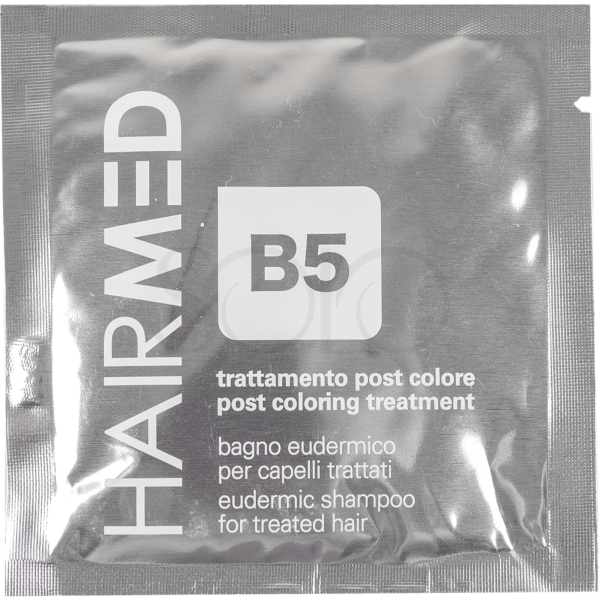 HAIRMED
B5
trattamento post colore
post coloring treatment
bagno eudermico
per capelli trattati
eudermic shampoo
for treated hair